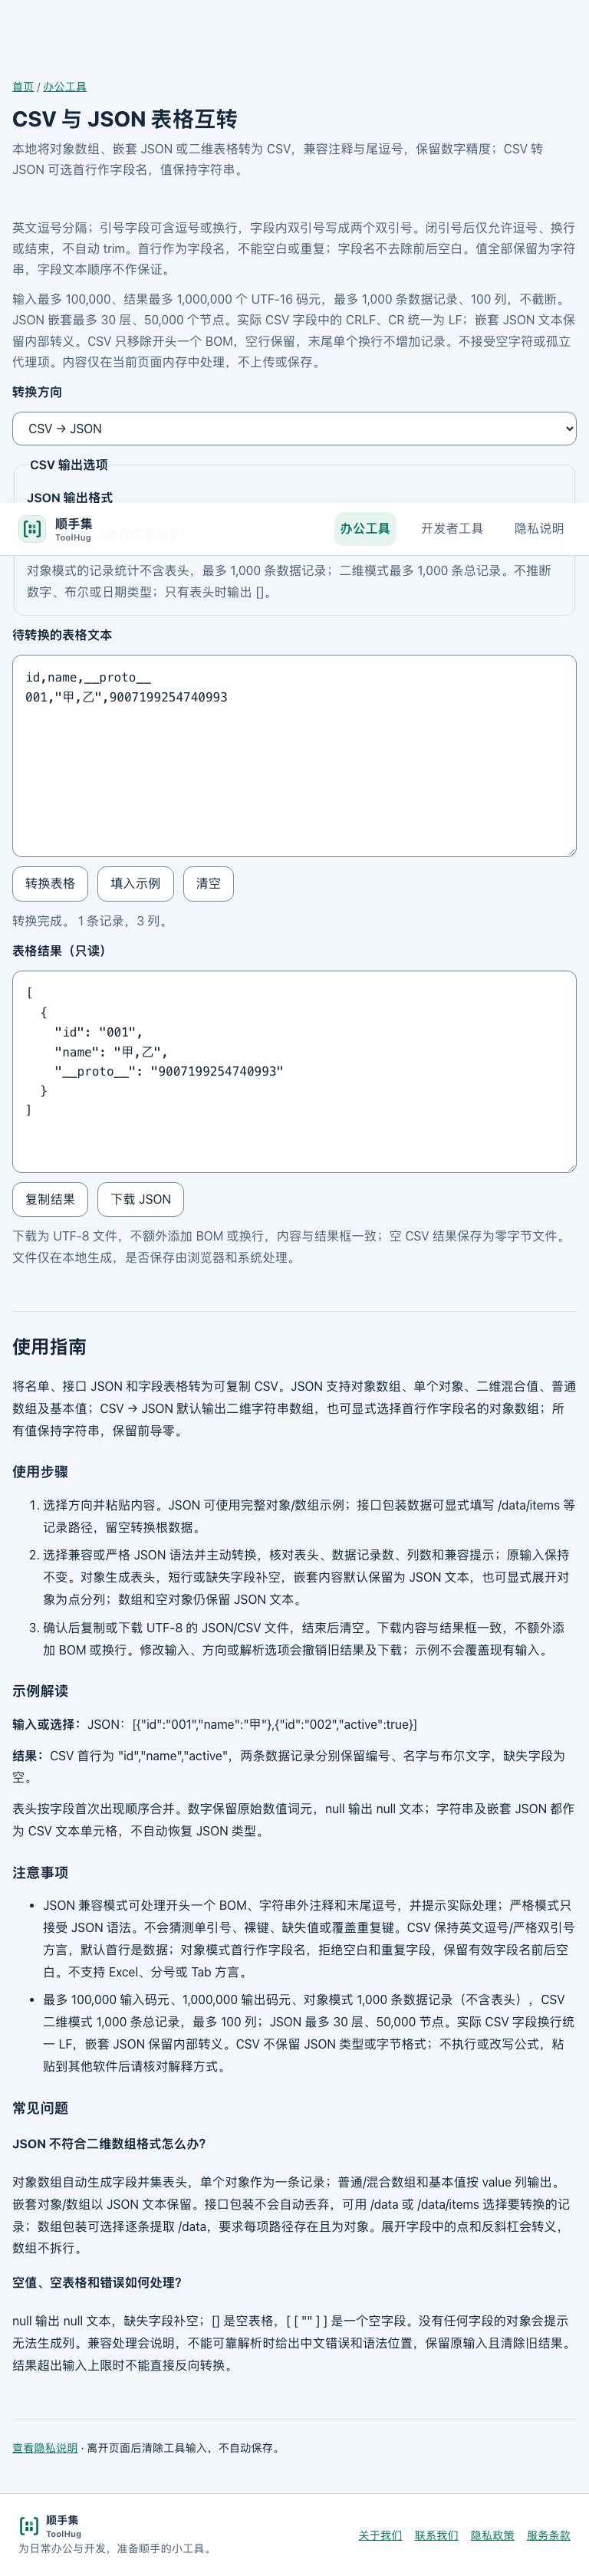 首页 / 办公工具
CSV 与 JSON 表格互转
本地将对象数组、嵌套 JSON 或二维表格转为 CSV，兼容注释与尾逗号，保留数字精度；CSV 转
JSON 可选首行作字段名，值保持字符串。
英文逗号分隔；引号字段可含逗号或换行，字段内双引号写成两个双引号。闭引号后仅允许逗号、换行
或结束，不自动 trim。首行作为字段名，不能空白或重复；字段名不去除前后空白。值全部保留为字符
串，字段文本顺序不作保证。
输入最多 100,000、结果最多 1,000,000 个 UTF-16 码元，最多 1,000 条数据记录、100 列，不截断。
JSON 嵌套最多 30 层、50,000 个节点。实际 CSV 字段中的 CRLF、CR 统一为 LF；嵌套 JSON 文本保
留内部转义。CSV 只移除开头一个 BOM，空行保留，末尾单个换行不增加记录。不接受空字符或孤立
代理项。内容仅在当前页面内存中处理，不上传或保存。
转换方向
CSV → JSON
CSV 输出选项
JSON 输出格式
顺手集
ToolHug
办公工具
开发者工具
隐私说明
对象模式的记录统计不含表头，最多 1,000 条数据记录；二维模式最多 1,000 条总记录。不推断
数字、布尔或日期类型；只有表头时输出 []。
待转换的表格文本
id,name,__proto__
001,"甲,乙",9007199254740993
转换表格
填入示例
清空
转换完成。 1 条记录，3 列。
表格结果（只读）
[
{
"id": "001",
"name": "甲,乙",
"__proto__": "9007199254740993"
}
]
复制结果
下载 JSON
下载为 UTF-8 文件，不额外添加 BOM 或换行，内容与结果框一致；空 CSV 结果保存为零字节文件。
文件仅在本地生成，是否保存由浏览器和系统处理。
使用指南
将名单、接口 JSON 和字段表格转为可复制 CSV。JSON 支持对象数组、单个对象、二维混合值、普通
数组及基本值；CSV → JSON 默认输出二维字符串数组，也可显式选择首行作字段名的对象数组；所
有值保持字符串，保留前导零。
使用步骤
1. 选择方向并粘贴内容。JSON 可使用完整对象/数组示例；接口包装数据可显式填写 /data/items 等
记录路径，留空转换根数据。
2. 选择兼容或严格 JSON 语法并主动转换，核对表头、数据记录数、列数和兼容提示；原输入保持
不变。对象生成表头，短行或缺失字段补空，嵌套内容默认保留为 JSON 文本，也可显式展开对
象为点分列；数组和空对象仍保留 JSON 文本。
3. 确认后复制或下载 UTF-8 的 JSON/CSV 文件，结束后清空。下载内容与结果框一致，不额外添
加 BOM 或换行。修改输入、方向或解析选项会撤销旧结果及下载；示例不会覆盖现有输入。
示例解读
输入或选择：JSON：[{"id":"001","name":"甲"},{"id":"002","active":true}]
结果：CSV 首行为 "id","name","active"，两条数据记录分别保留编号、名字与布尔文字，缺失字段为
空。
表头按字段首次出现顺序合并。数字保留原始数值词元，null 输出 null 文本；字符串及嵌套 JSON 都作
为 CSV 文本单元格，不自动恢复 JSON 类型。
注意事项
• JSON 兼容模式可处理开头一个 BOM、字符串外注释和末尾逗号，并提示实际处理；严格模式只
接受 JSON 语法。不会猜测单引号、裸键、缺失值或覆盖重复键。CSV 保持英文逗号/严格双引号
方言，默认首行是数据；对象模式首行作字段名，拒绝空白和重复字段，保留有效字段名前后空
白。不支持 Excel、分号或 Tab 方言。
• 最多 100,000 输入码元、1,000,000 输出码元、对象模式 1,000 条数据记录（不含表头），CSV
二维模式 1,000 条总记录，最多 100 列；JSON 最多 30 层、50,000 节点。实际 CSV 字段换行统
一 LF，嵌套 JSON 保留内部转义。CSV 不保留 JSON 类型或字节格式；不执行或改写公式，粘
贴到其他软件后请核对解释方式。
常见问题
JSON 不符合二维数组格式怎么办？
对象数组自动生成字段并集表头，单个对象作为一条记录；普通/混合数组和基本值按 value 列输出。
嵌套对象/数组以 JSON 文本保留。接口包装不会自动丢弃，可用 /data 或 /data/items 选择要转换的记
录；数组包装可选择逐条提取 /data，要求每项路径存在且为对象。展开字段中的点和反斜杠会转义，
数组不拆行。
空值、空表格和错误如何处理？
null 输出 null 文本，缺失字段补空；[] 是空表格，[ [ "" ] ] 是一个空字段。没有任何字段的对象会提示
无法生成列。兼容处理会说明，不能可靠解析时给出中文错误和语法位置，保留原输入且清除旧结果。
结果超出输入上限时不能直接反向转换。
查看隐私说明 · 离开页面后清除工具输入，不自动保存。
顺手集
ToolHug
为日常办公与开发，准备顺手的小工具。
关于我们
联系我们
隐私政策
服务条款